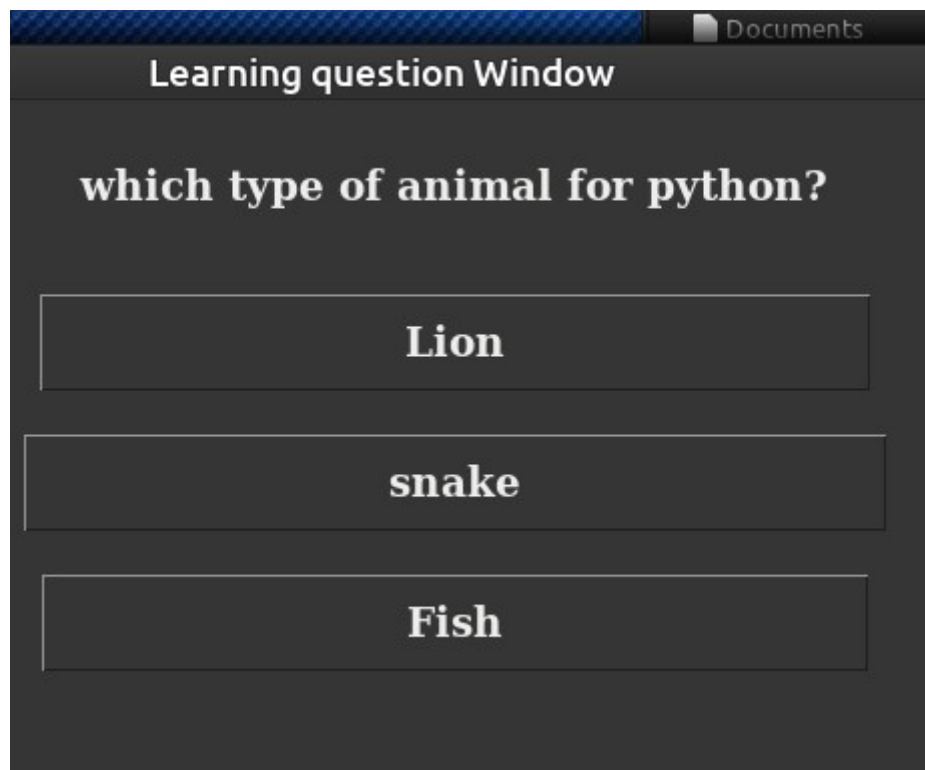 Documents
Learning question Window
which type of animal for python?
Lion
snake
Fish